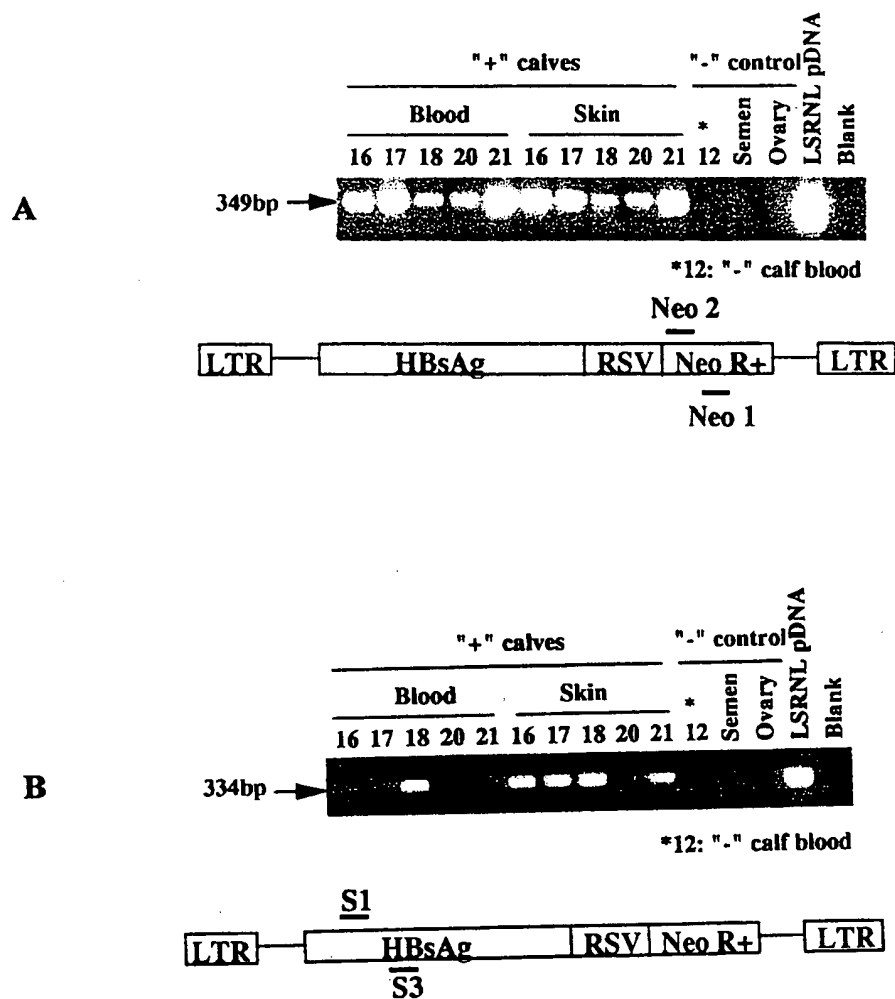 "+" calves "-" control
Blood Skin * Semen Ovary LSRNL pDNA Blank
16 17 18 20 21 16 17 18 20 21 12
A 349bp
*12: "-" calf blood
Neo 2
LTR HBsAg RSV Neo R+ LTR
Neo 1
"+" calves "-" control
Blood Skin * Semen Ovary LSRNL pDNA Blank
16 17 18 20 21 16 17 18 20 21 12
B 334bp
*12: "-" calf blood
S1
LTR HBsAg RSV Neo R+ LTR
S3